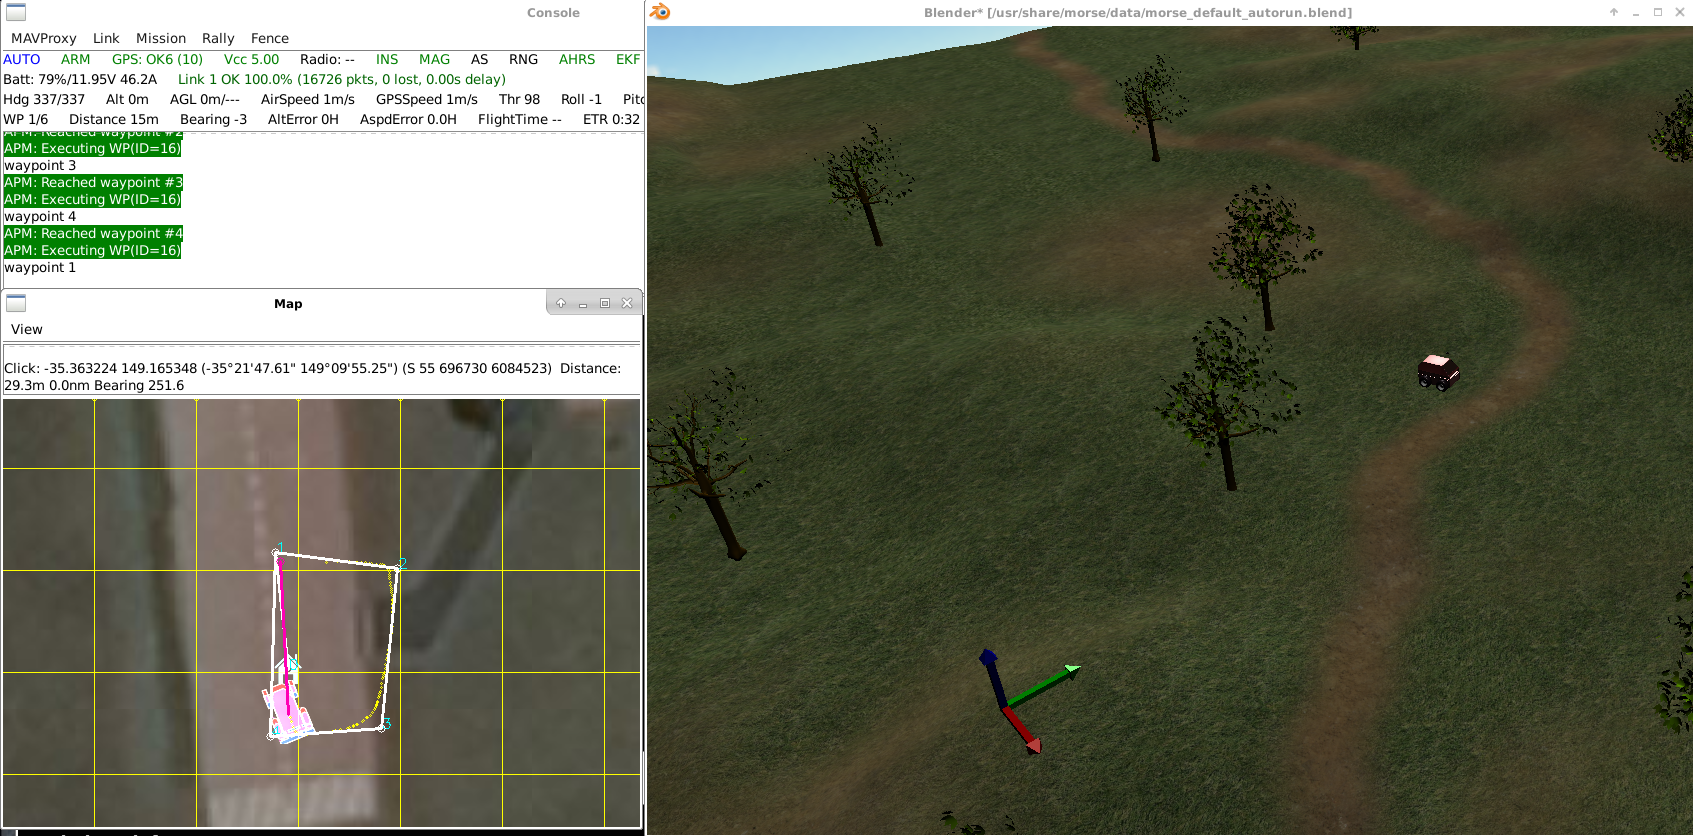 Console
MAVProxy Link Mission Rally Fence
AUTO ARM GPS: OK6 (10) Vcc 5.00 Radio: -- INS MAG AS RNG AHRS EKF
Batt: 79%/11.95V 46.2A Link 1 OK 100.0% (16726 pkts, 0 lost, 0.00s delay)
Hdg 337/337 Alt 0m AGL 0m/--- AirSpeed 1m/s GPSSpeed 1m/s Thr 98 Roll -1 Pitc
WP 1/6 Distance 15m Bearing -3 AltError 0H AspdError 0.0H FlightTime -- ETR 0:32
APM: Reached waypoint #2
APM: Executing WP(ID=16)
waypoint 3
APM: Reached waypoint #3
APM: Executing WP(ID=16)
waypoint 4
APM: Reached waypoint #4
APM: Executing WP(ID=16)
waypoint 1
Map
View
Click: -35.363224 149.165348 (-35°21'47.61" 149°09'55.25") (S 55 696730 6084523) Distance:
29.3m 0.0nm Bearing 251.6
1
2
3
Blender* [/usr/share/morse/data/morse_default_autorun.blend]